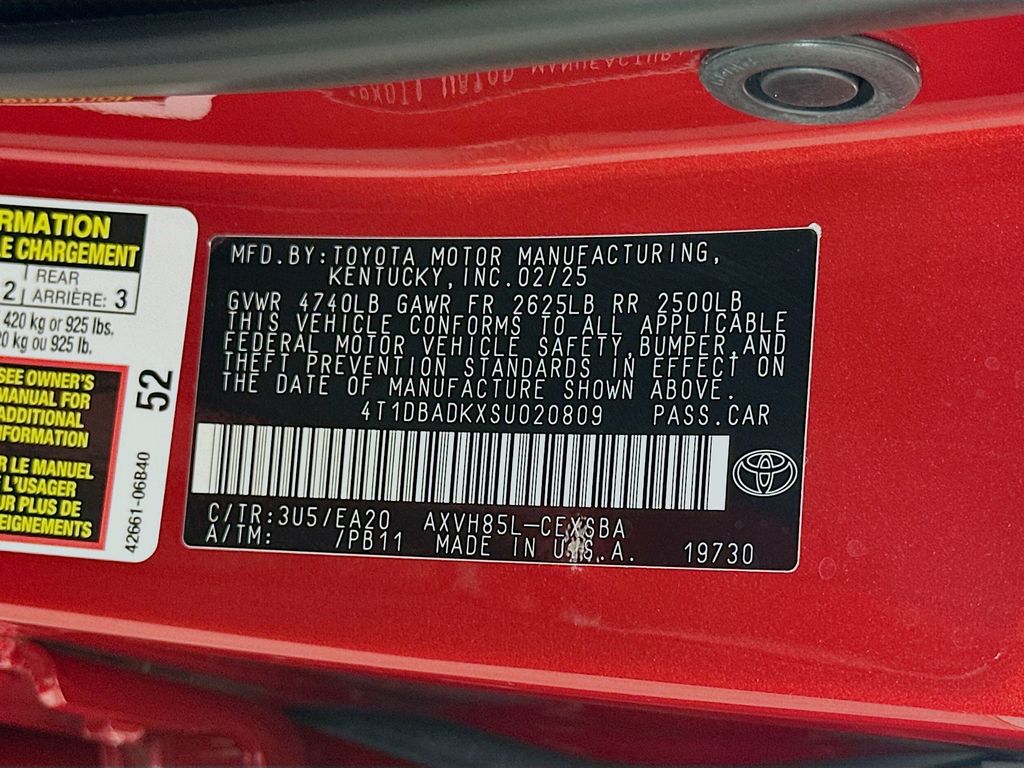 RMATION
E CHARGEMENT
2 REAR
ARRIÈRE: 3
420 kg or 925 lbs.
0 kg ou 925 lb.
SEE OWNER'S
MANUAL FOR
ADDITIONAL
NFORMATION
R LE MANUEL
L'USAGER
UR PLUS DE
EIGNEMENTS
52
42661-06B40
MFD.BY:TOYOTA MOTOR MANUFACTURING,
KENTUCKY,INC.02/25
GVWR 4740LB GAWR FR 2625LB RR 2500LB
THIS VEHICLE CONFORMS TO ALL APPLICABLE
FEDERAL MOTOR VEHICLE SAFETY,BUMPER,AND
THEFT PREVENTION STANDARDS IN EFFECT ON
THE DATE OF MANUFACTURE SHOWN ABOVE.
4T1DBADKXSU020809 PASS.CAR
C/TR:3U5/EA20 AXVH85L-CEXSBA
A/TM: /PB11 MADE IN U.S.A. 19730